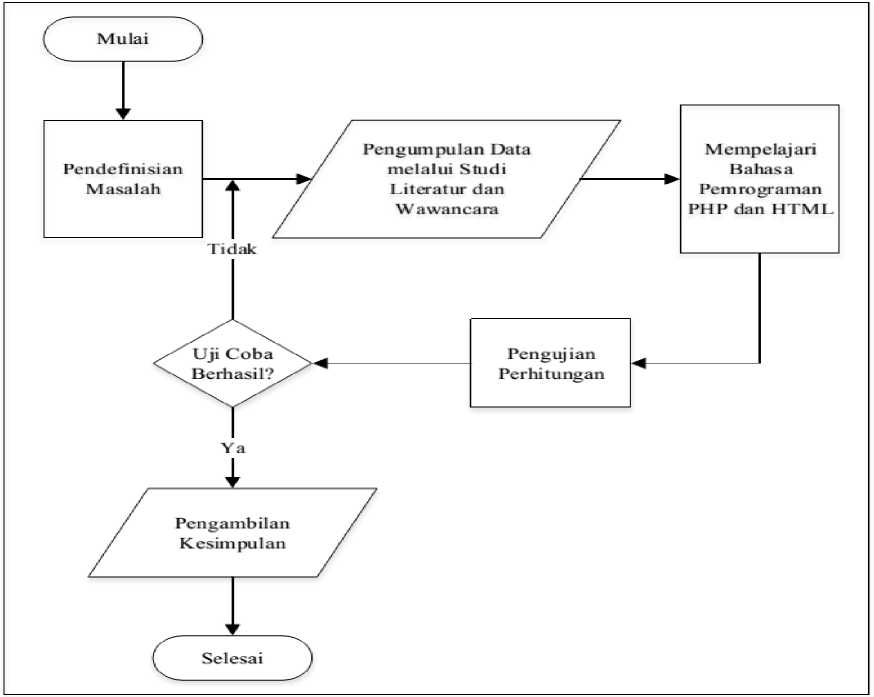 Mulai
Pendefinisian
Masalah
Pengumpulan Data
melalui Studi
Literatur dan
Wawancara
Mempelajari
Bahasa
Pemrograman
PHP dan HTML
Tidak
Uji Coba
Berhasil?
Pengujian
Perhitungan
Ya
Pengambilan
Kesimpulan
Selesai